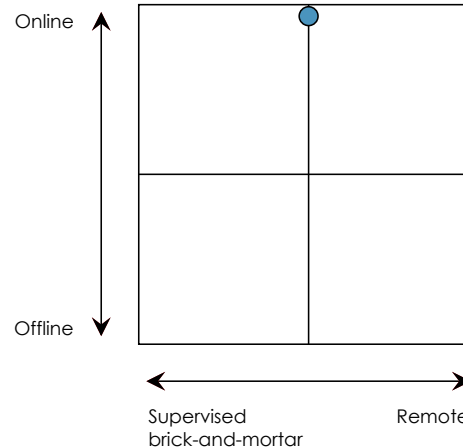 Online
Offline
Supervised
brick-and-mortar
Remote